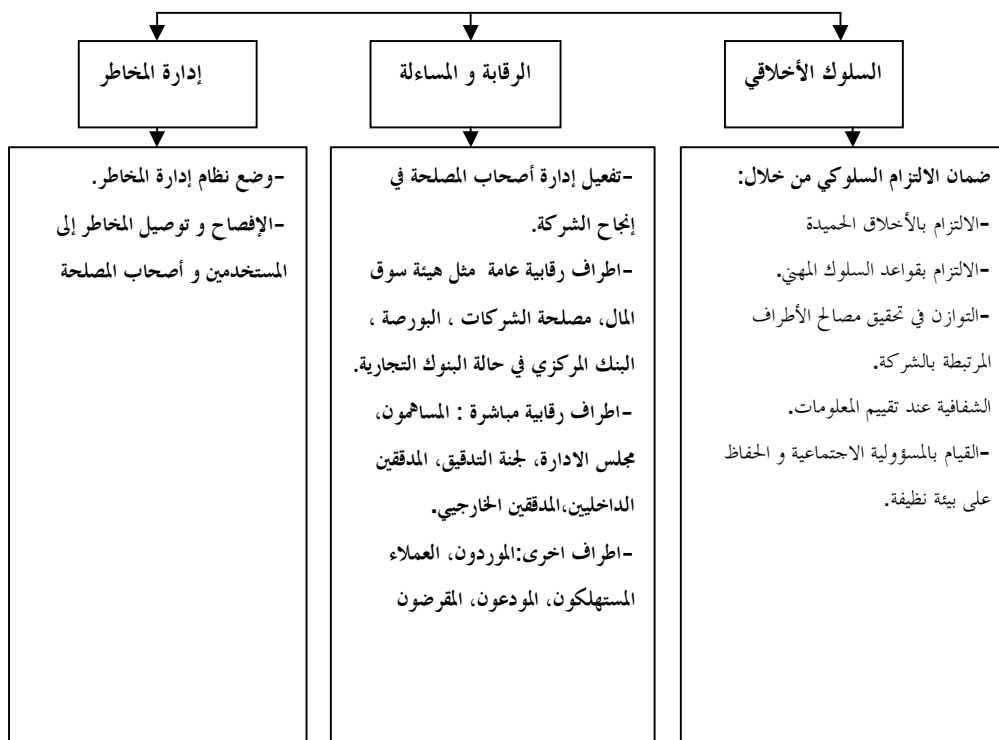 السلوك الأخلاقي
الرقابة و المساءلة
إدارة المخاطر
ضمان الالتزام السلوكي من خلال:
-الالتزام بالأخلاق الحميدة
-الالتزام بقواعد السلوك المهني.
-التوازن في تحقيق مصالح الأطراف
المرتبطة بالشركة.
الشفافية عند تقييم المعلومات.
-القيام بالمسؤولية الاجتماعية و الحفاظ
على بيئة نظيفة.
-تفعيل إدارة أصحاب المصلحة في
إنجاح الشركة.
-اطراف رقابية عامة مثل هيئة سوق
المال، مصلحة الشركات ، البورصة ،
البنك المركزي في حالة البنوك التجارية.
-اطراف رقابية مباشرة : المساهمون،
مجلس الادارة، لجنة التدقيق، المدققين
الداخليين،المدققين الخارجيي.
-اطراف اخرى:الموردون، العملاء
المستهلكون، المودعون، المقرضون
-وضع نظام إدارة المخاطر.
-الإفصاح و توصيل المخاطر إلى
المستخدمين و أصحاب المصلحة